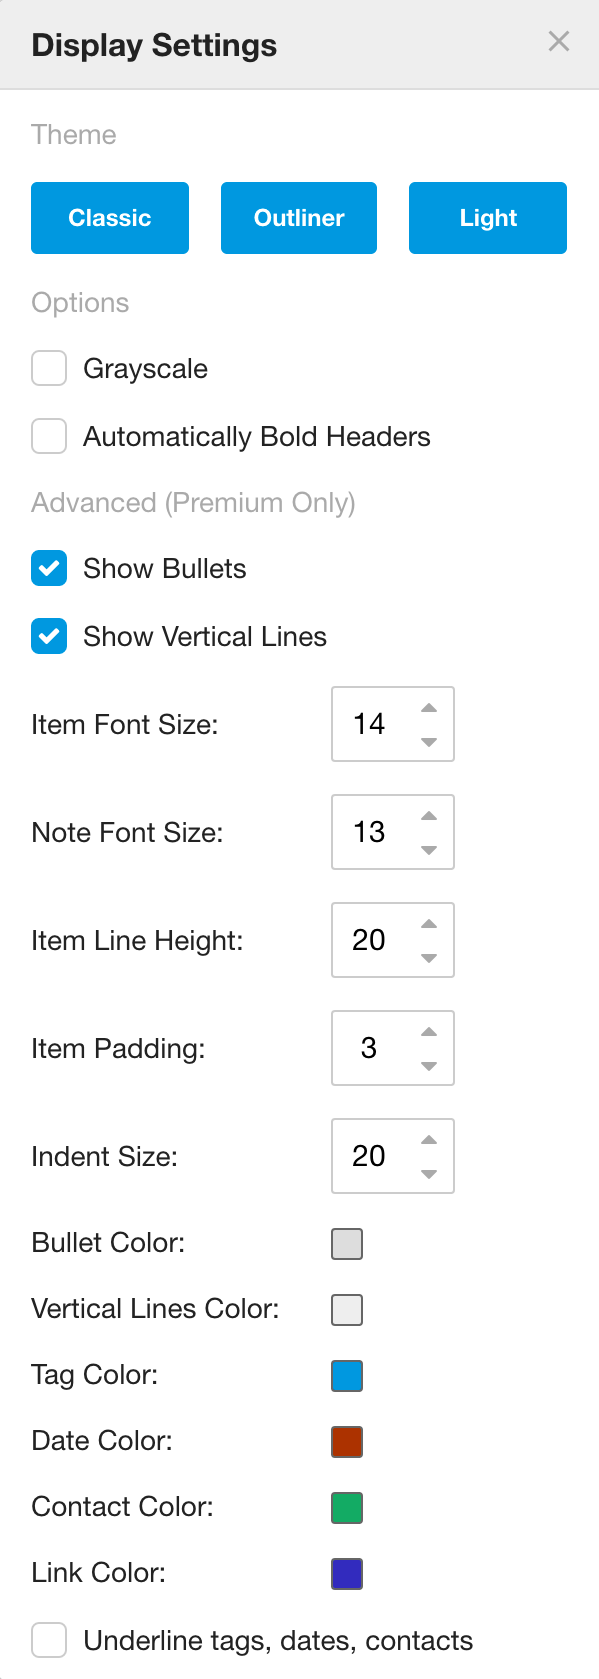 Display Settings
Theme
Classic Outliner Light
Options
Grayscale
Automatically Bold Headers
Advanced (Premium Only)
Show Bullets
Show Vertical Lines
Item Font Size: 14
Note Font Size: 13
Item Line Height: 20
Item Padding: 3
Indent Size: 20
Bullet Color:
Vertical Lines Color:
Tag Color:
Date Color:
Contact Color:
Link Color:
Underline tags, dates, contacts